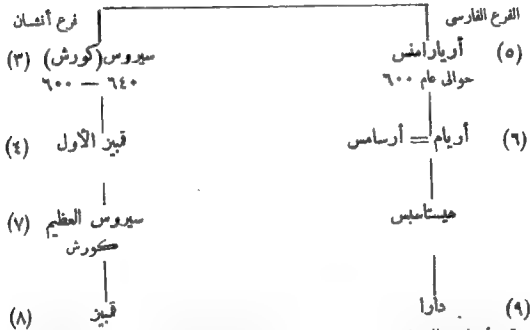 الفرع الفارسى
فرع أنشان
(٥) أريارامنس
حوالى عام ٦٠٠
سيروس (كورش) (٣)
٦٤٠ — ٦٠٠
(٦) أريام = أرسامس
قبيز الأول (٤)
هيستاسبس
سيروس العظيم (٧)
كورش
(٩) دارا
قبيز (٨)